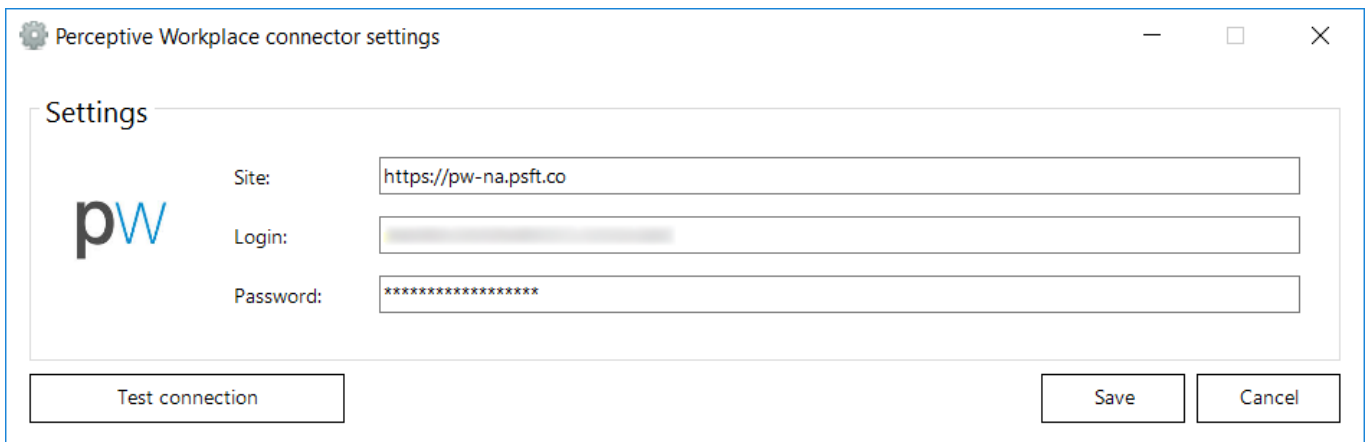 Perceptive Workplace connector settings
Settings
pw
Site:
https://pw-na.psft.co
Login:
Password:
******************
Test connection
Save
Cancel